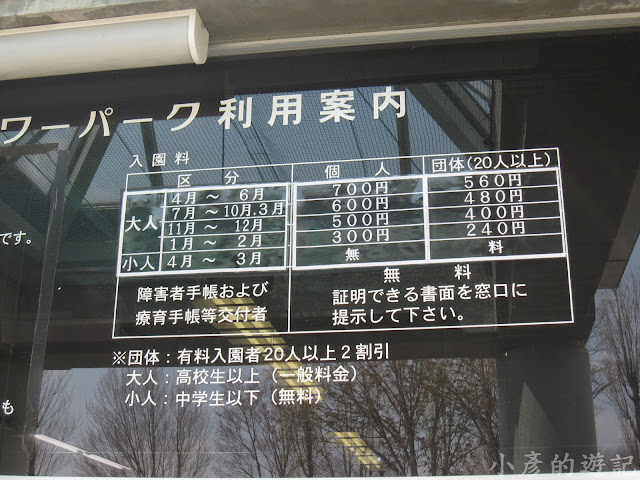 ワーパーク利用案内
入園料
区分 個人 団体(20人以上)
大人 4月～6月 700円 560円
7月～10月.3月 600円 480円
11月～12月 500円 400円
1月～2月 300円 240円
小人 4月～3月 無料
障害者手帳および
療育手帳等交付者
無料
証明できる書面を窓口に
提示して下さい。
です。
※団体：有料入園者20人以上2割引
大人：高校生以上（一般料金）
小人：中学生以下（無料）
も
小彥的遊記